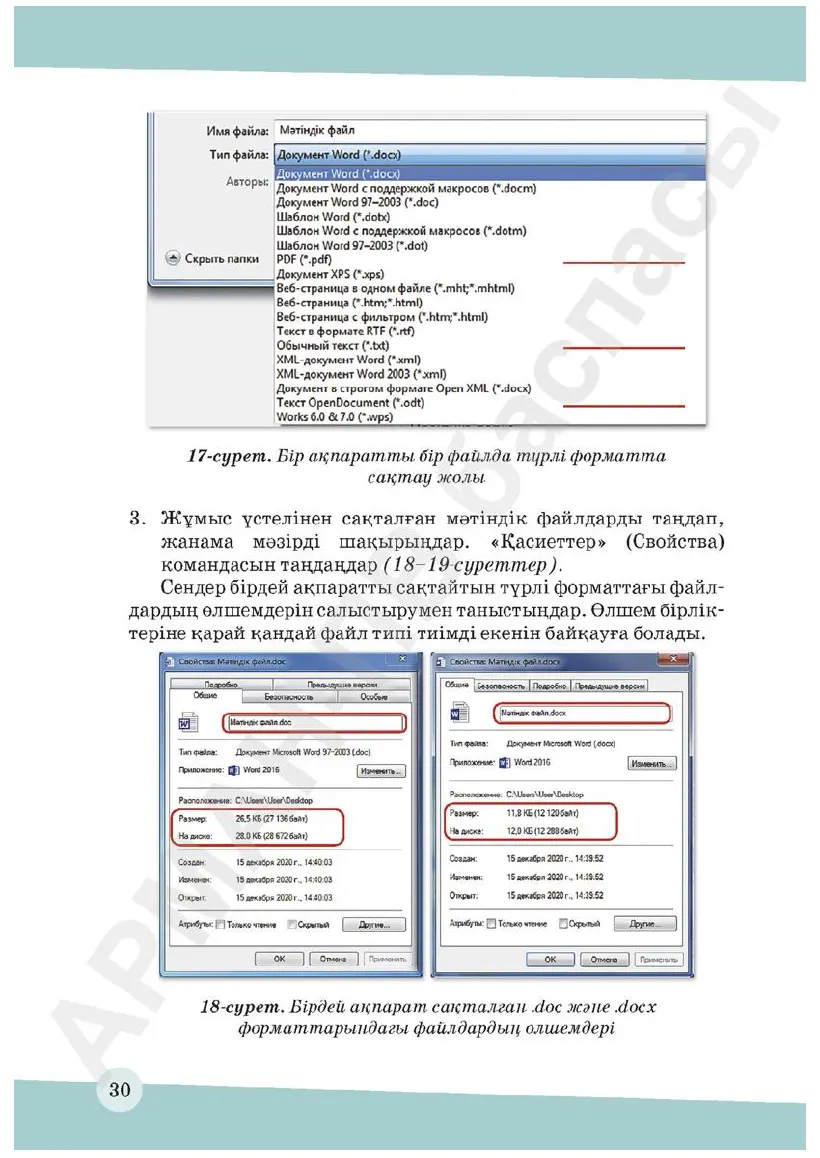 Имя файла: Мәтіндік файл
Тип файла: Документ Word (*.docx)
Авторы:
Документ Word (*.docx)
Документ Word с поддержкой макросов (*.docm)
Документ Word 97–2003 (*.doc)
Шаблон Word (*.dotx)
Шаблон Word с поддержкой макросов (*.dotm)
Шаблон Word 97–2003 (*.dot)
Скрыть папки
PDF (*.pdf)
Документ XPS (*.xps)
Веб-страница в одном файле (*.mht;*.mhtml)
Веб-страница (*.htm;*.html)
Веб-страница с фильтром (*.htm;*.html)
Текст в формате RTF (*.rtf)
Обычный текст (*.txt)
XML-документ Word (*.xml)
XML-документ Word 2003 (*.xml)
Документ в строгом формате Open XML (*.docx)
Текст OpenDocument (*.odt)
Works 6.0 & 7.0 (*.wps)
17-сурет. Бір ақпаратты бір файлда түрлі форматта
сақтау жолы
3. Жұмыс үстелінен сақталған мәтіндік файлдарды таңдап,
жанама мәзірді шақырыңдар. «Қасиеттер» (Свойства)
командасын таңдаңдар (18–19-суреттер).
Сендер бірдей ақпаратты сақтайтын түрлі форматтағы файл-
дардың өлшемдерін салыстырумен таныстыңдар. Өлшем бірлік-
теріне қарай қандай файл типі тиімді екенін байқауға болады.
Свойства: Мәтіндік файл.doc
Подробно Предыдущие версии
Общие Безопасность Особые
Мәтіндік файл.doc
Тип файла: Документ Microsoft Word 97-2003 (.doc)
Приложение: Word 2016 Изменить...
Расположение: C:\Users\User\Desktop
Размер: 26,5 КБ (27 136 байт)
На диске: 28,0 КБ (28 672 байт)
Создан: 15 декабря 2020 г., 14:40:03
Изменен: 15 декабря 2020 г., 14:40:03
Открыт: 15 декабря 2020 г., 14:40:03
Атрибуты: Только чтение Скрытый Другие...
OK Отмена Применить
Свойства: Мәтіндік файл.docx
Общие Безопасность Подробно Предыдущие версии
Мәтіндік файл.docx
Тип файла: Документ Microsoft Word (.docx)
Приложение: Word 2016 Изменить...
Расположение: C:\Users\User\Desktop
Размер: 11,8 КБ (12 120 байт)
На диске: 12,0 КБ (12 288 байт)
Создан: 15 декабря 2020 г., 14:39:52
Изменен: 15 декабря 2020 г., 14:39:52
Открыт: 15 декабря 2020 г., 14:39:52
Атрибуты: Только чтение Скрытый Другие...
OK Отмена Применить
18-сурет. Бірдей ақпарат сақталған .doc және .docx
форматтарындағы файлдардың өлшемдері
30
АРМАН-ПВ баспасы